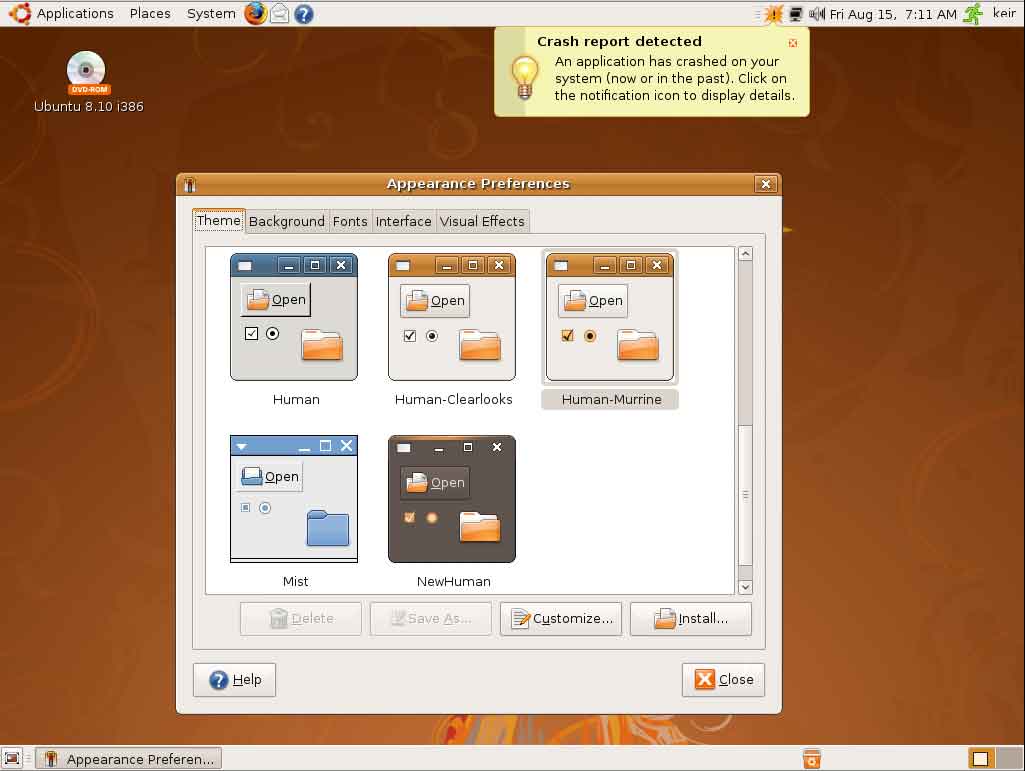 Applications Places System Fri Aug 15, 7:11 AM keir
Crash report detected
An application has crashed on your
system (now or in the past). Click on
the notification icon to display details.
DVD-ROM
Ubuntu 8.10 i386
Appearance Preferences
Theme Background Fonts Interface Visual Effects
Open Open Open
Human Human-Clearlooks Human-Murrine
Open Open
Mist NewHuman
Delete Save As... Customize... Install...
Help Close
Appearance Preferen...